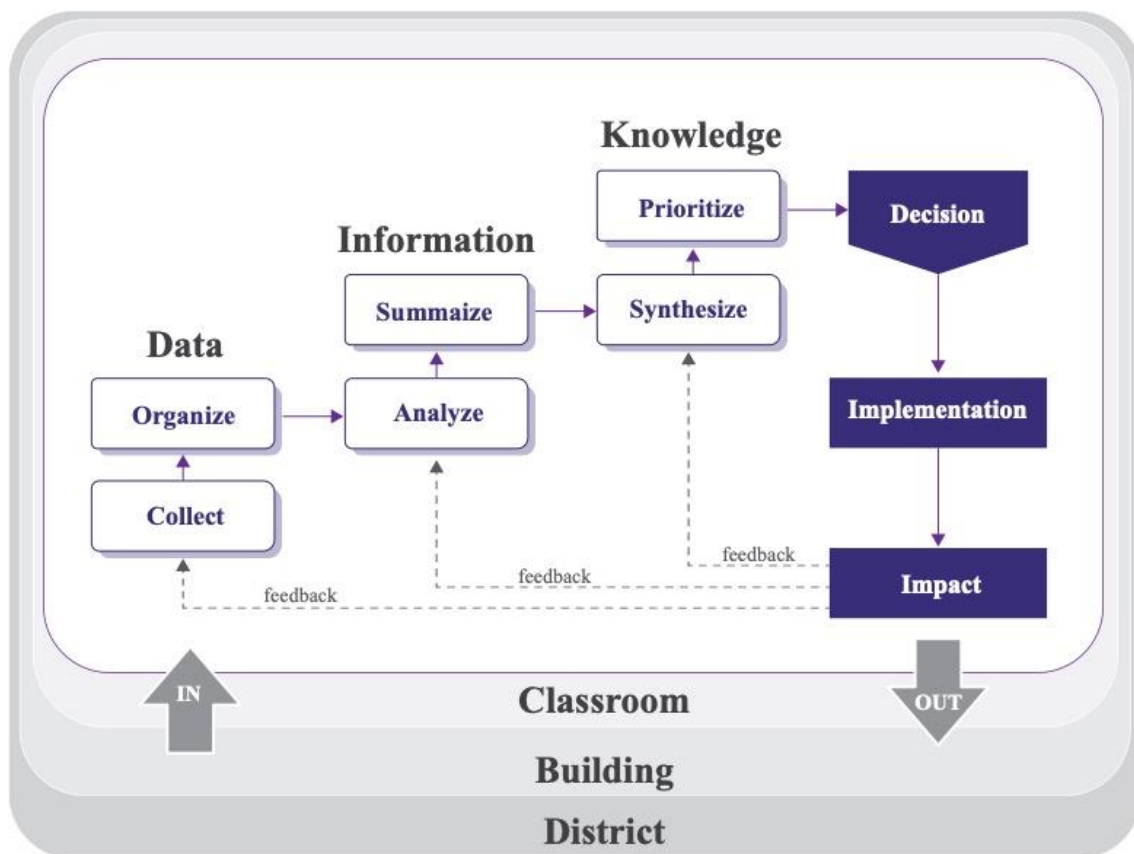 Knowledge
Prioritize
Decision
Information
Summaize
Synthesize
Data
Organize
Analyze
Implementation
Collect
feedback
feedback
feedback
Impact
IN
OUT
Classroom
Building
District